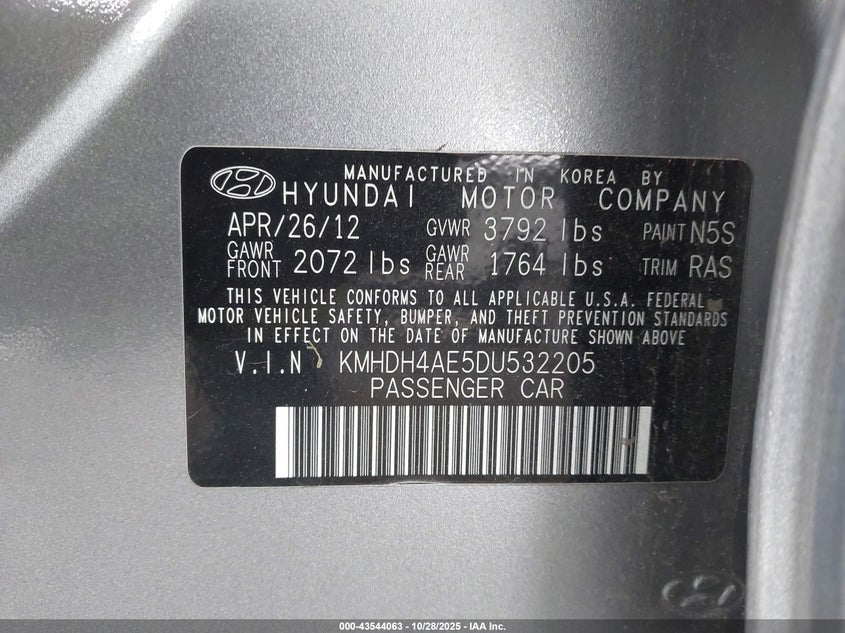 MANUFACTURED IN KOREA BY
HYUNDAI MOTOR COMPANY
APR/26/12 GVWR 3792 lbs PAINT N5S
GAWR FRONT 2072 lbs GAWR REAR 1764 lbs TRIM RAS
THIS VEHICLE CONFORMS TO ALL APPLICABLE U.S.A. FEDERAL
MOTOR VEHICLE SAFETY, BUMPER, AND THEFT PREVENTION STANDARDS
IN EFFECT ON THE DATE OF MANUFACTURE SHOWN ABOVE
V.I.N KMHDH4AE5DU532205
PASSENGER CAR
000-43544063 | 10/28/2025 - IAA Inc.